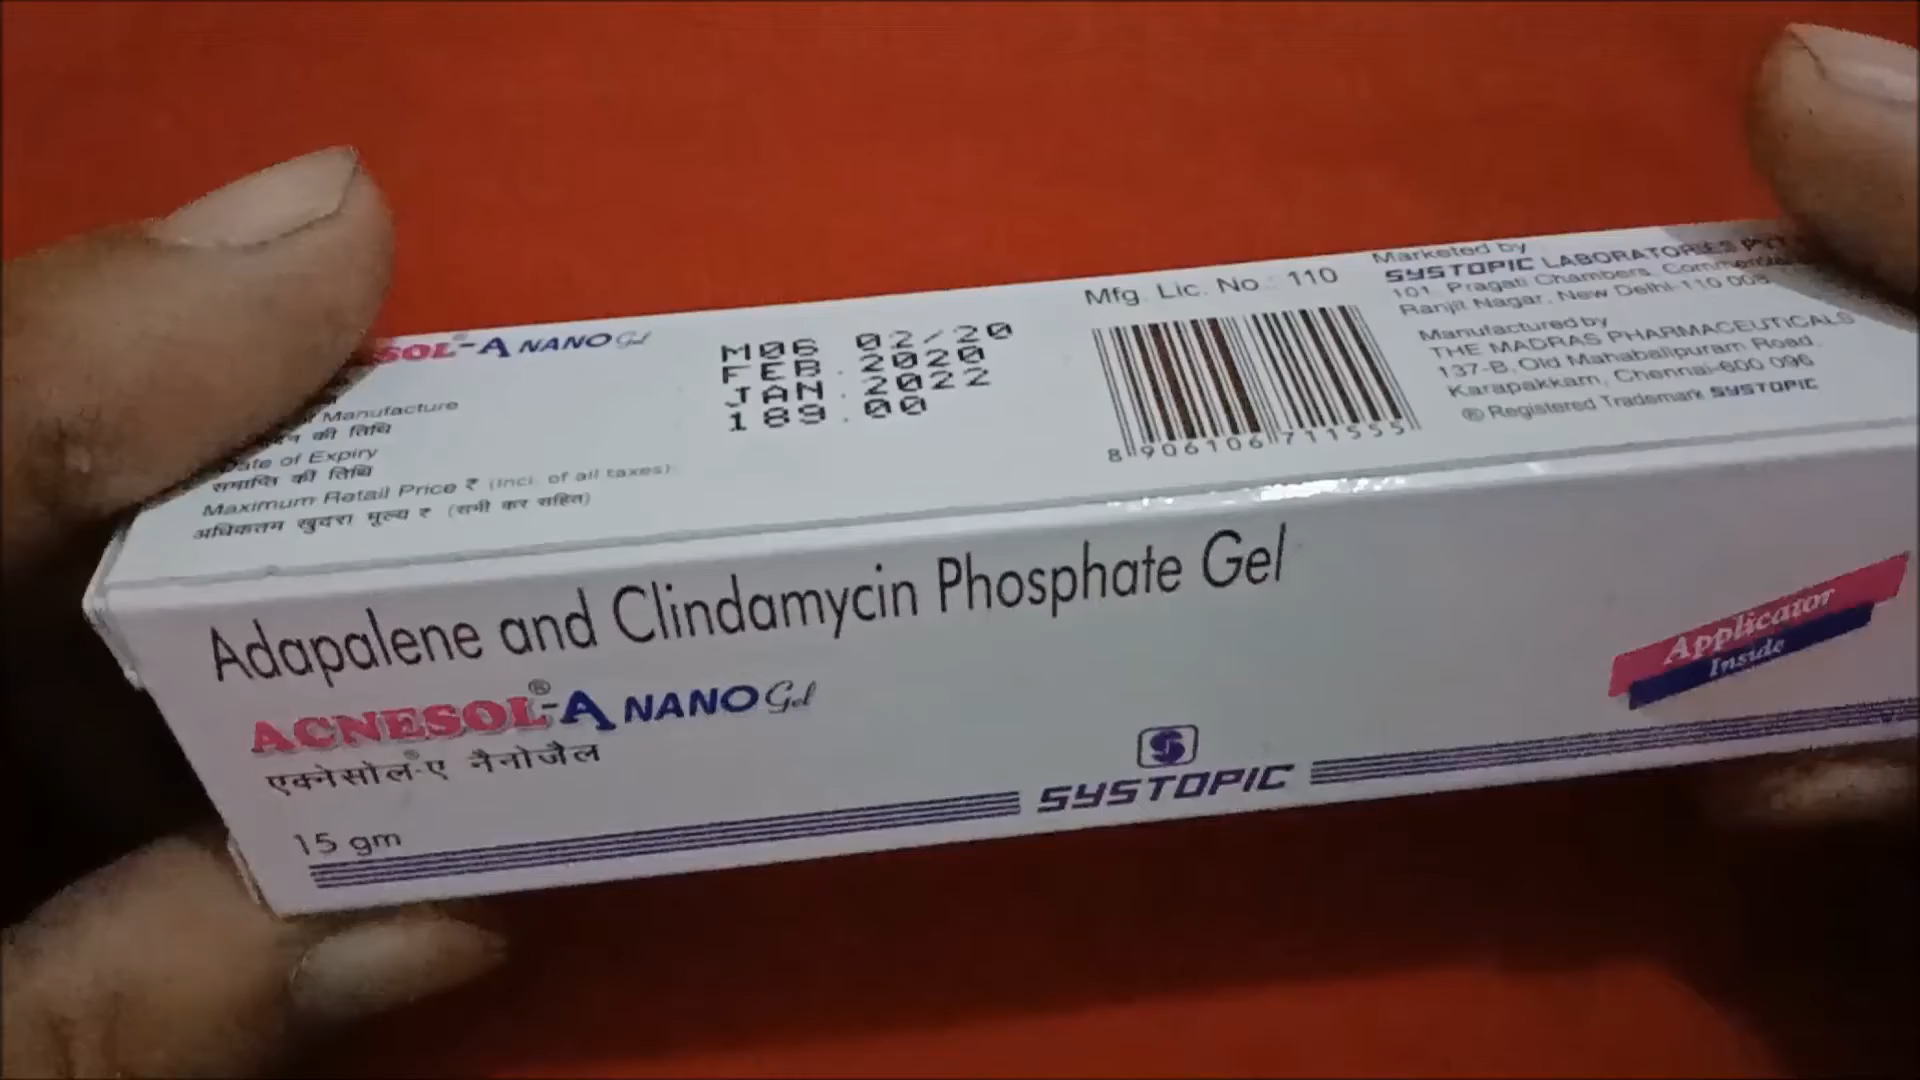 SOL®-A NANO Gel
Manufacture
की तिथि
Date of Expiry
समाप्ति की तिथि
Maximum Retail Price ₹ (Incl. of all taxes)
अधिकतम खुदरा मूल्य ₹ (सभी कर सहित)
M06 02/20
FEB.2020
JAN.2022
189.00
Mfg. Lic. No.: 110
8 906106 711555
Marketed by
SYSTOPIC LABORATORIES PVT
101, Pragati Chambers,
Ranjit Nagar, New Delhi-110 008
Manufactured by
THE MADRAS PHARMACEUTICALS
137-B, Old Mahabalipuram Road,
Karapakkam, Chennai-600 096
® Registered Trademark SYSTOPIC
Adapalene and Clindamycin Phosphate Gel
ACNESOL®-A NANO Gel
एक्नेसोल®-ए नैनोजैल
15 gm
SYSTOPIC
Applicator
Inside